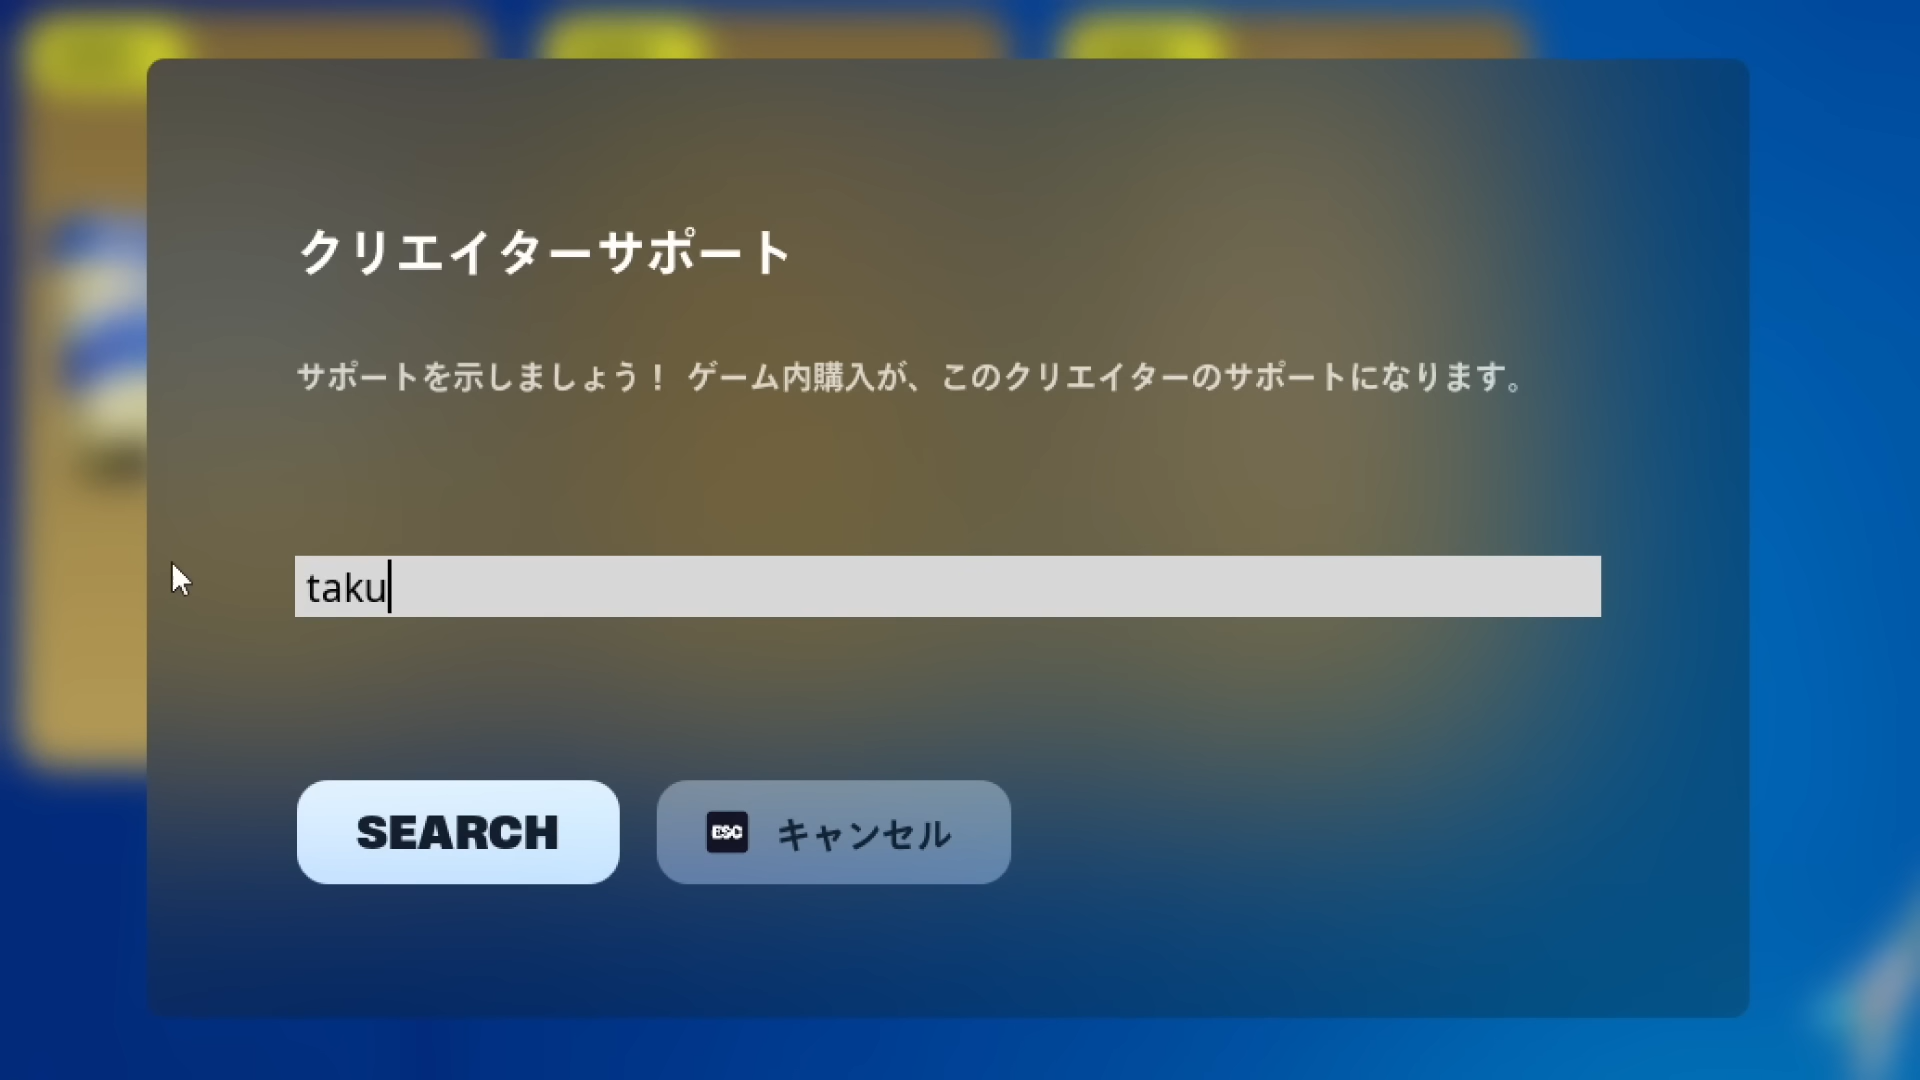 クリエイターサポート
サポートを示しましょう！ ゲーム内購入が、このクリエイターのサポートになります。
taku
SEARCH
ESC キャンセル